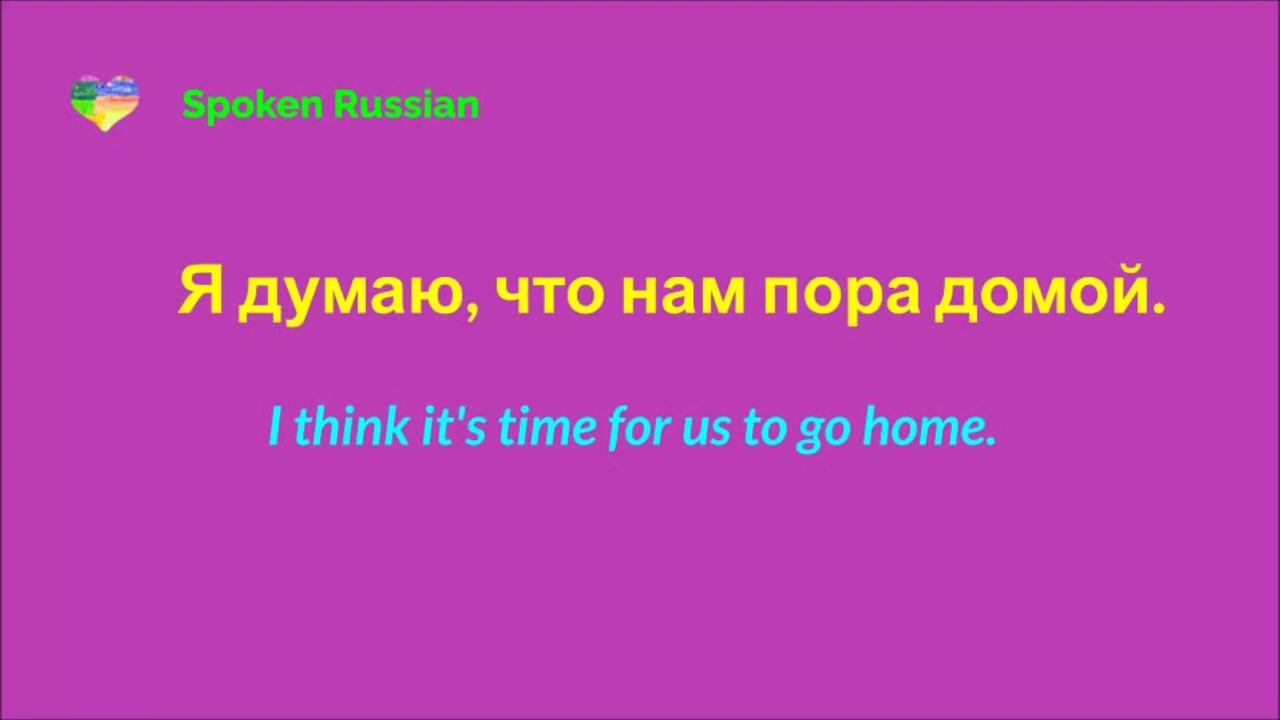 Spoken Russian
Я думаю, что нам пора домой.
I think it's time for us to go home.